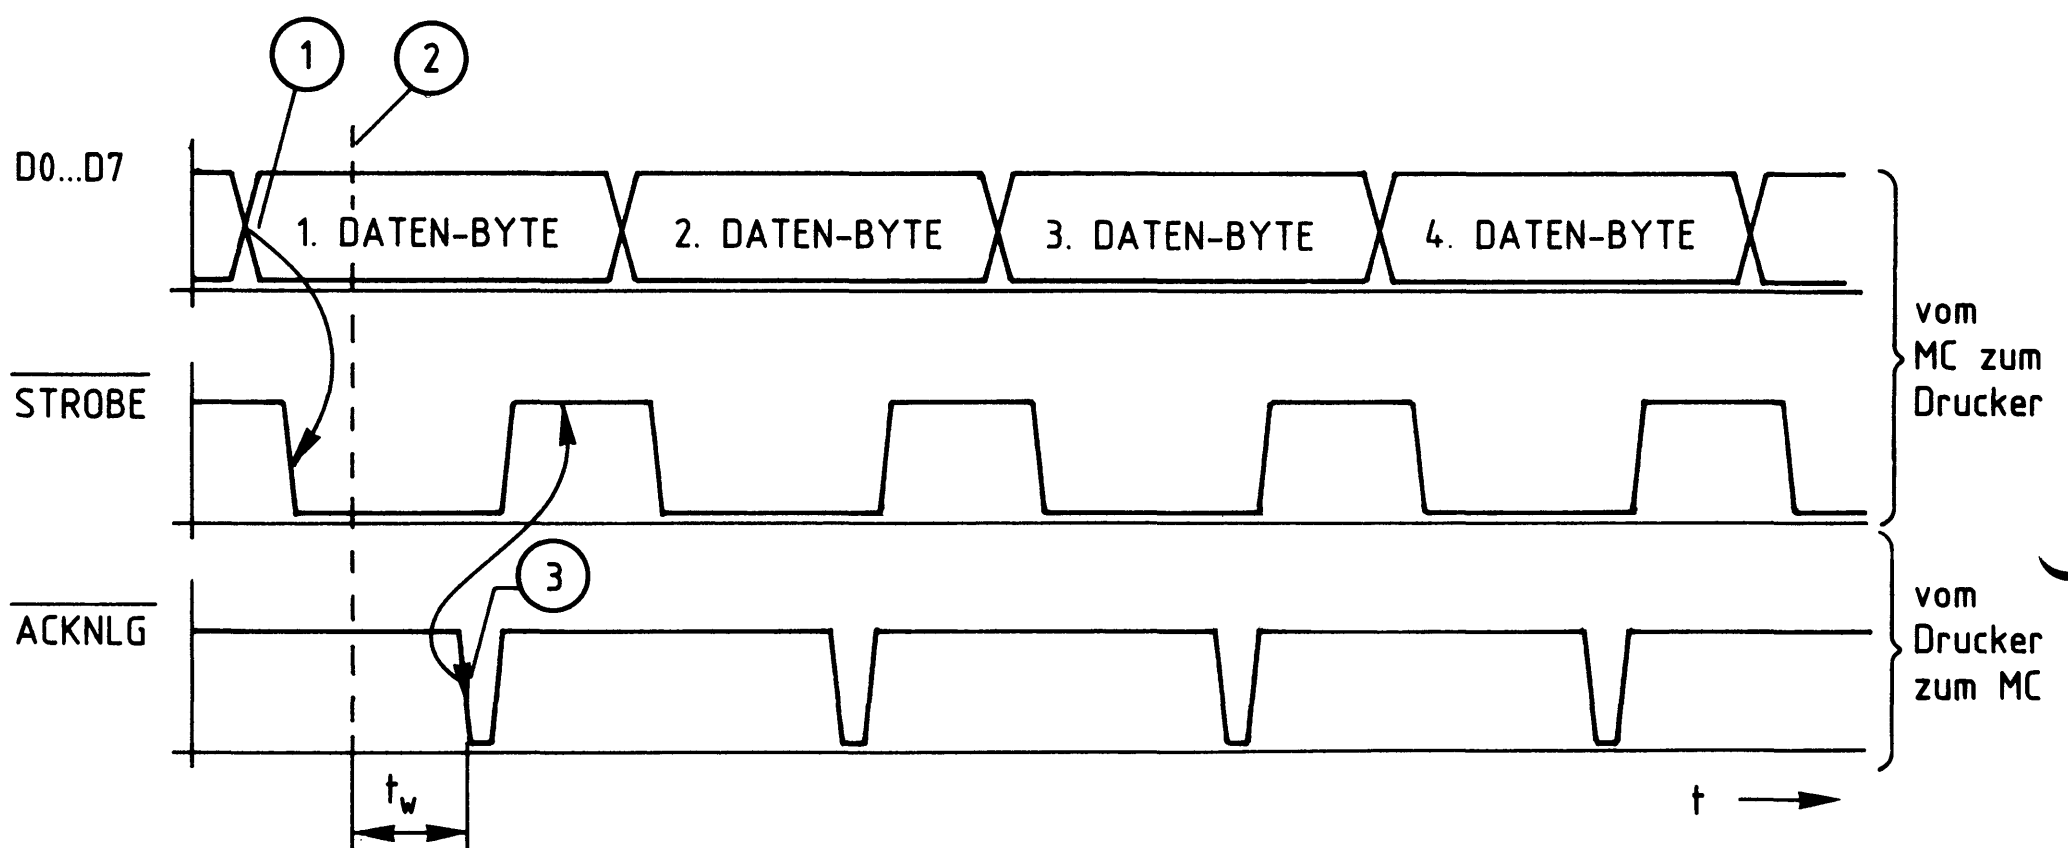 1
2
D0...D7
1. DATEN-BYTE
2. DATEN-BYTE
3. DATEN-BYTE
4. DATEN-BYTE
vom
MC zum
Drucker
STROBE
3
ACKNLG
vom
Drucker
zum MC
tw
t